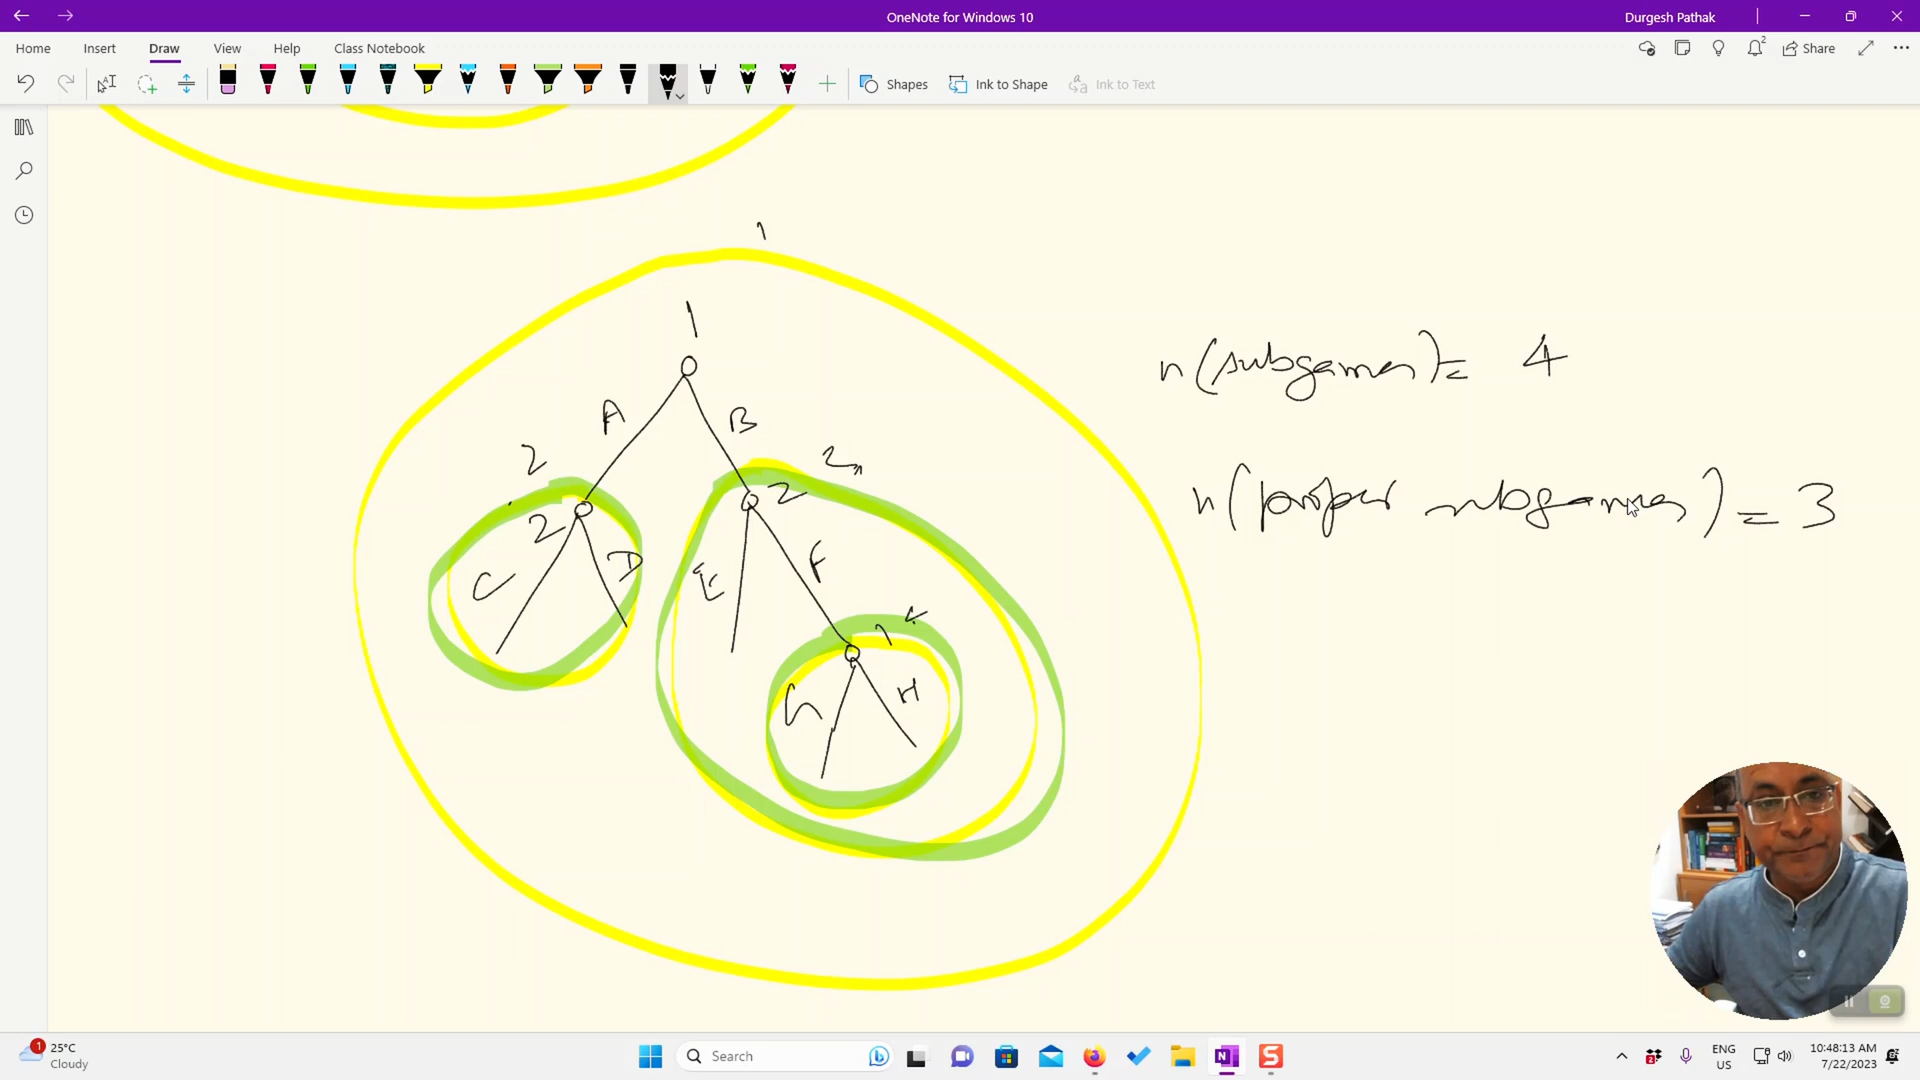 OneNote for Windows 10
Durgesh Pathak
Home Insert Draw View Help Class Notebook
Share
Shapes Ink to Shape Ink to Text
1
A B
2 2
2 2
C D E F
G H
n(subgames) = 4
n(proper subgames) = 3
1 25°C
Cloudy
Search
ENG
US
10:48:13 AM
7/22/2023